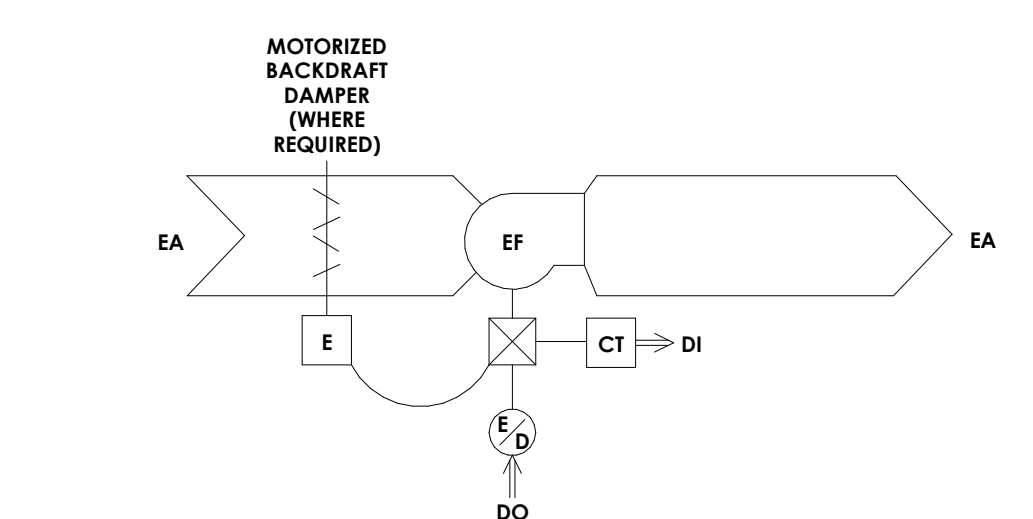 MOTORIZED
BACKDRAFT
DAMPER
(WHERE
REQUIRED)
EA
EF
EA
E
CT
DI
E/D
DO